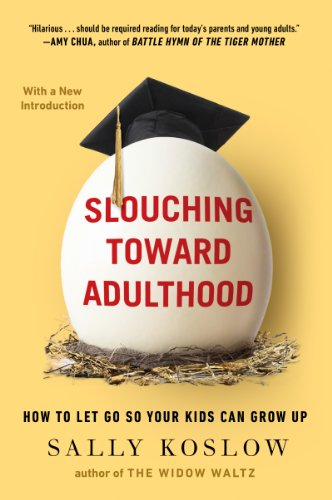 "Hilarious . . . should be required reading for today's parents and young adults."
—AMY CHUA, author of BATTLE HYMN OF THE TIGER MOTHER
With a New
Introduction
SLOUCHING
TOWARD
ADULTHOOD
HOW TO LET GO SO YOUR KIDS CAN GROW UP
SALLY KOSLOW
author of THE WIDOW WALTZ